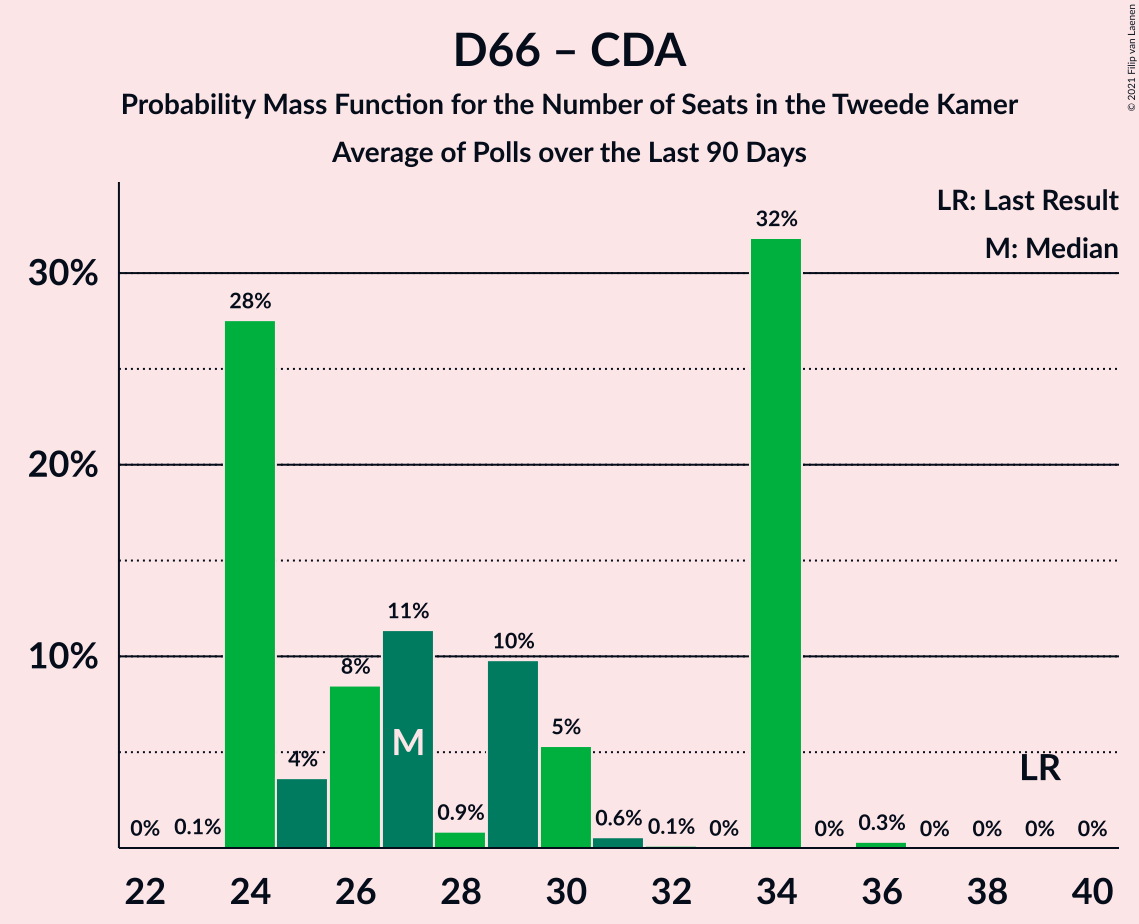 D66 – CDA
Probability Mass Function for the Number of Seats in the Tweede Kamer
Average of Polls over the Last 90 Days
© 2021 Filip van Laenen
LR: Last Result
M: Median
30%
20%
10%
0%
0.1%
28%
4%
8%
11%
0.9%
10%
5%
0.6%
0.1%
0%
32%
0%
0.3%
0%
0%
0%
0%
M
LR
22 24 26 28 30 32 34 36 38 40